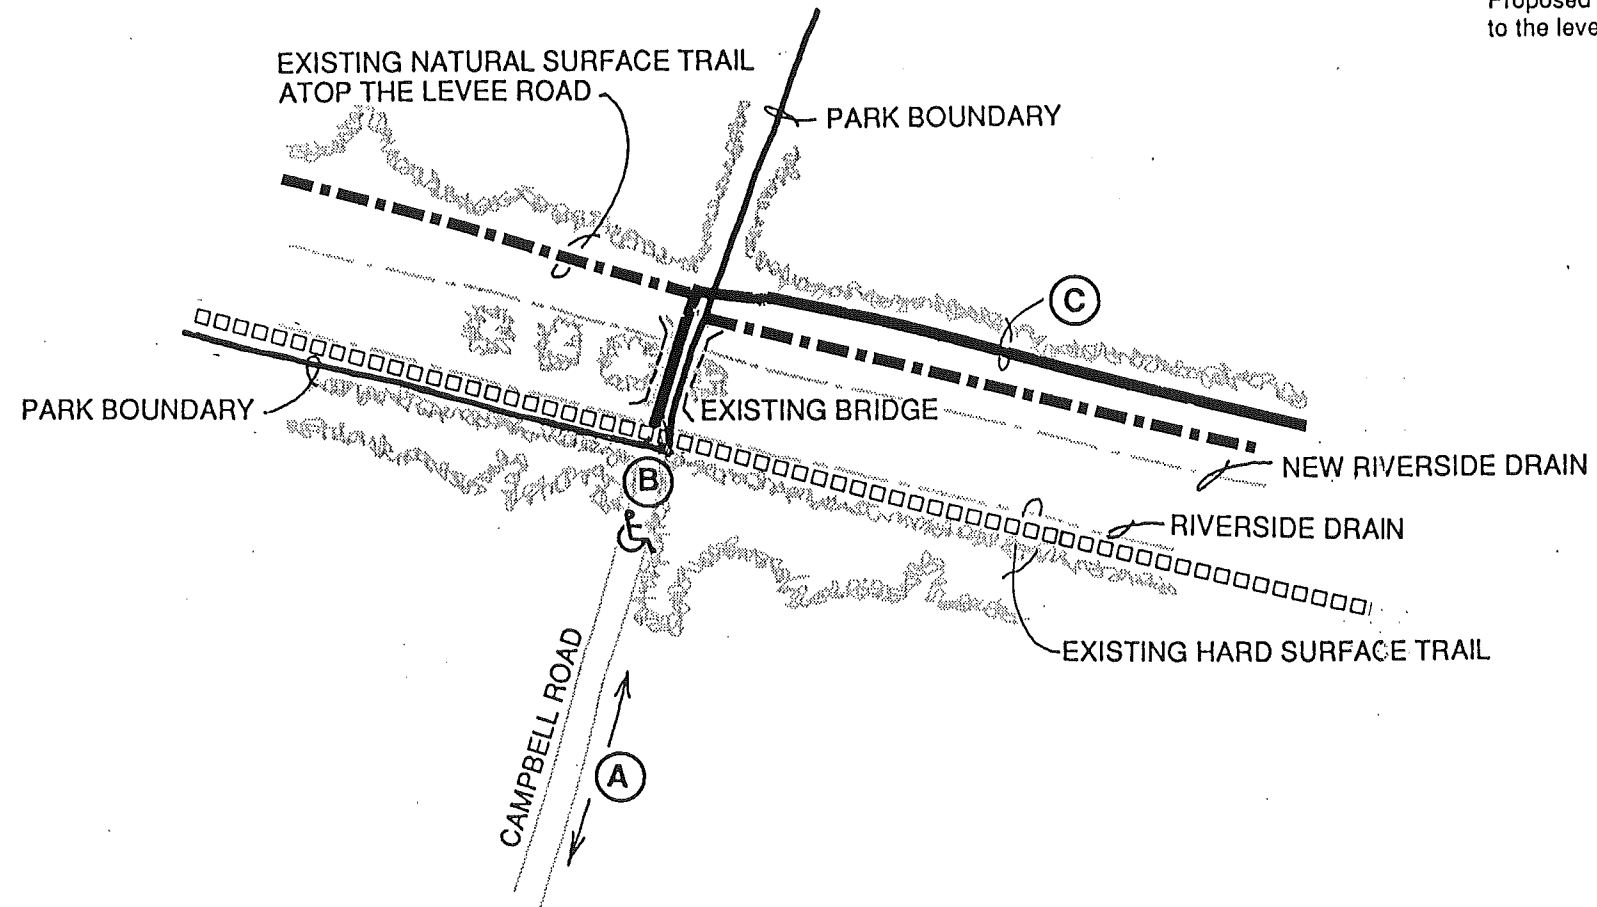 Proposed
to the leve
EXISTING NATURAL SURFACE TRAIL
ATOP THE LEVEE ROAD
PARK BOUNDARY
C
PARK BOUNDARY
EXISTING BRIDGE
NEW RIVERSIDE DRAIN
B
RIVERSIDE DRAIN
EXISTING HARD SURFACE TRAIL
CAMPBELL ROAD
A